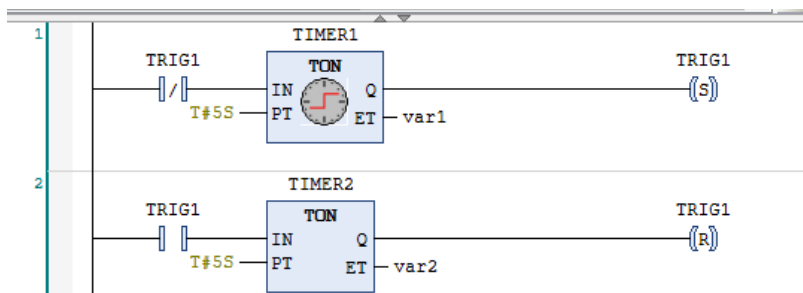 1
TIMER1
TRIG1 TON TRIG1
/ IN Q S
T#5S PT ET var1
2
TIMER2
TRIG1 TON TRIG1
IN Q R
T#5S PT ET var2